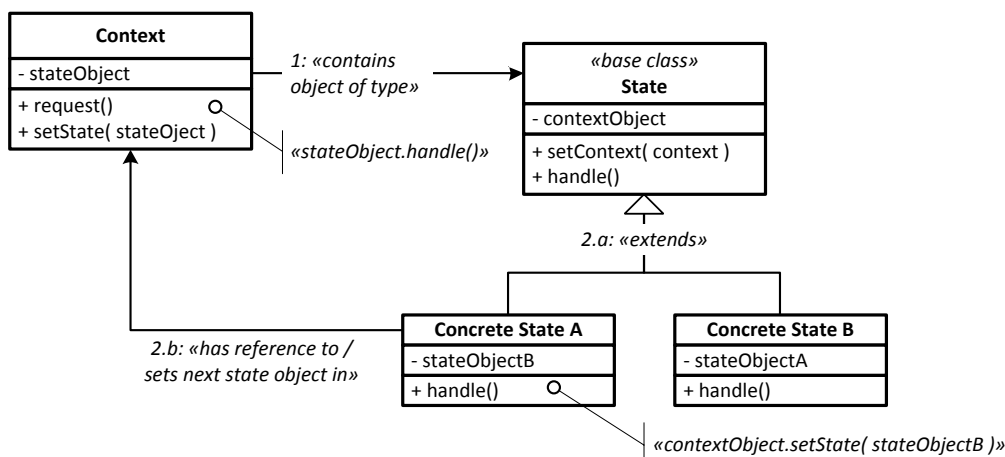 Context
- stateObject
+ request()
+ setState( stateOject )
1: «contains
object of type»
«stateObject.handle()»
«base class»
State
- contextObject
+ setContext( context )
+ handle()
2.a: «extends»
2.b: «has reference to /
sets next state object in»
Concrete State A
- stateObjectB
+ handle()
Concrete State B
- stateObjectA
+ handle()
«contextObject.setState( stateObjectB )»